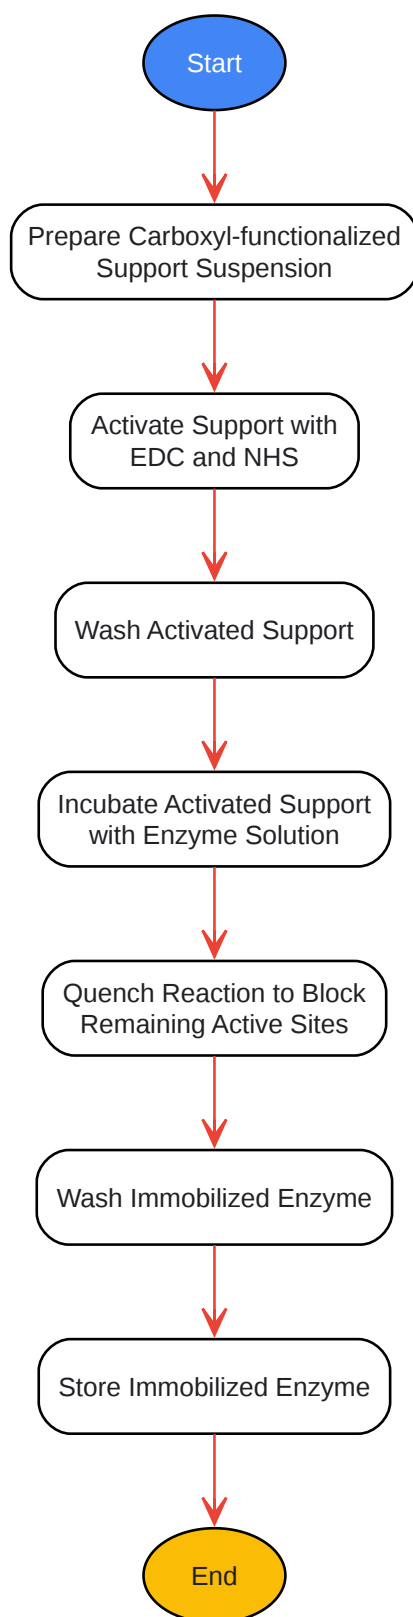 Start
Prepare Carboxyl-functionalized
Support Suspension
Activate Support with
EDC and NHS
Wash Activated Support
Incubate Activated Support
with Enzyme Solution
Quench Reaction to Block
Remaining Active Sites
Wash Immobilized Enzyme
Store Immobilized Enzyme
End